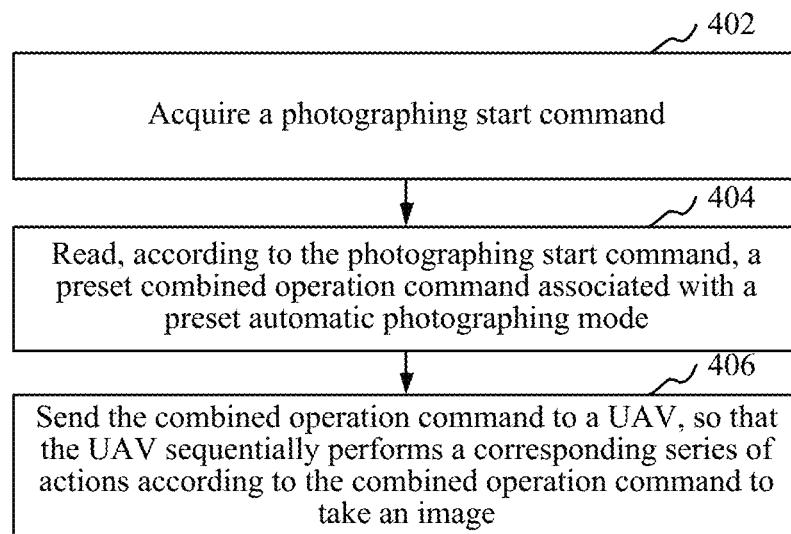 402
Acquire a photographing start command
404
Read, according to the photographing start command, a
preset combined operation command associated with a
preset automatic photographing mode
406
Send the combined operation command to a UAV, so that
the UAV sequentially performs a corresponding series of
actions according to the combined operation command to
take an image